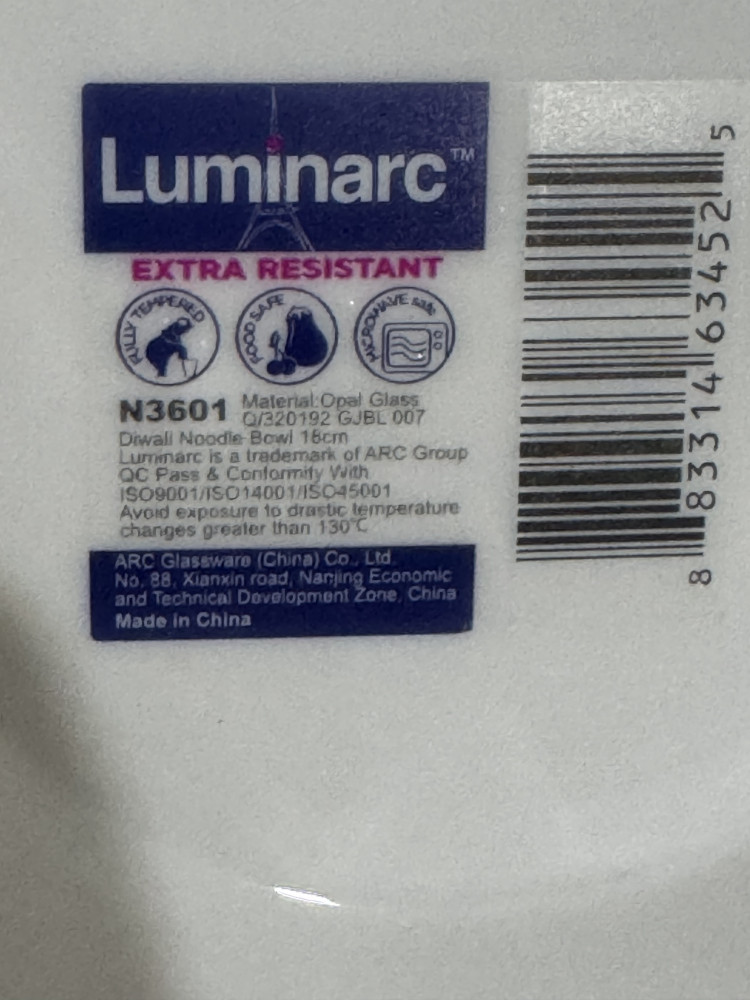 Luminarc™
EXTRA RESISTANT
FULLY TEMPERED
FOOD SAFE
MICROWAVE safe
N3601
Material:Opal Glass
Q/320192 GJBL 007
Diwali Noodle Bowl 18cm
Luminarc is a trademark of ARC Group
QC Pass & Conformity With
ISO9001/ISO14001/ISO45001
Avoid exposure to drastic temperature
changes greater than 130℃
ARC Glassware (China) Co., Ltd.
No. 88, Xianxin road, Nanjing Economic
and Technical Development Zone, China
Made in China
8 83314 63452 5